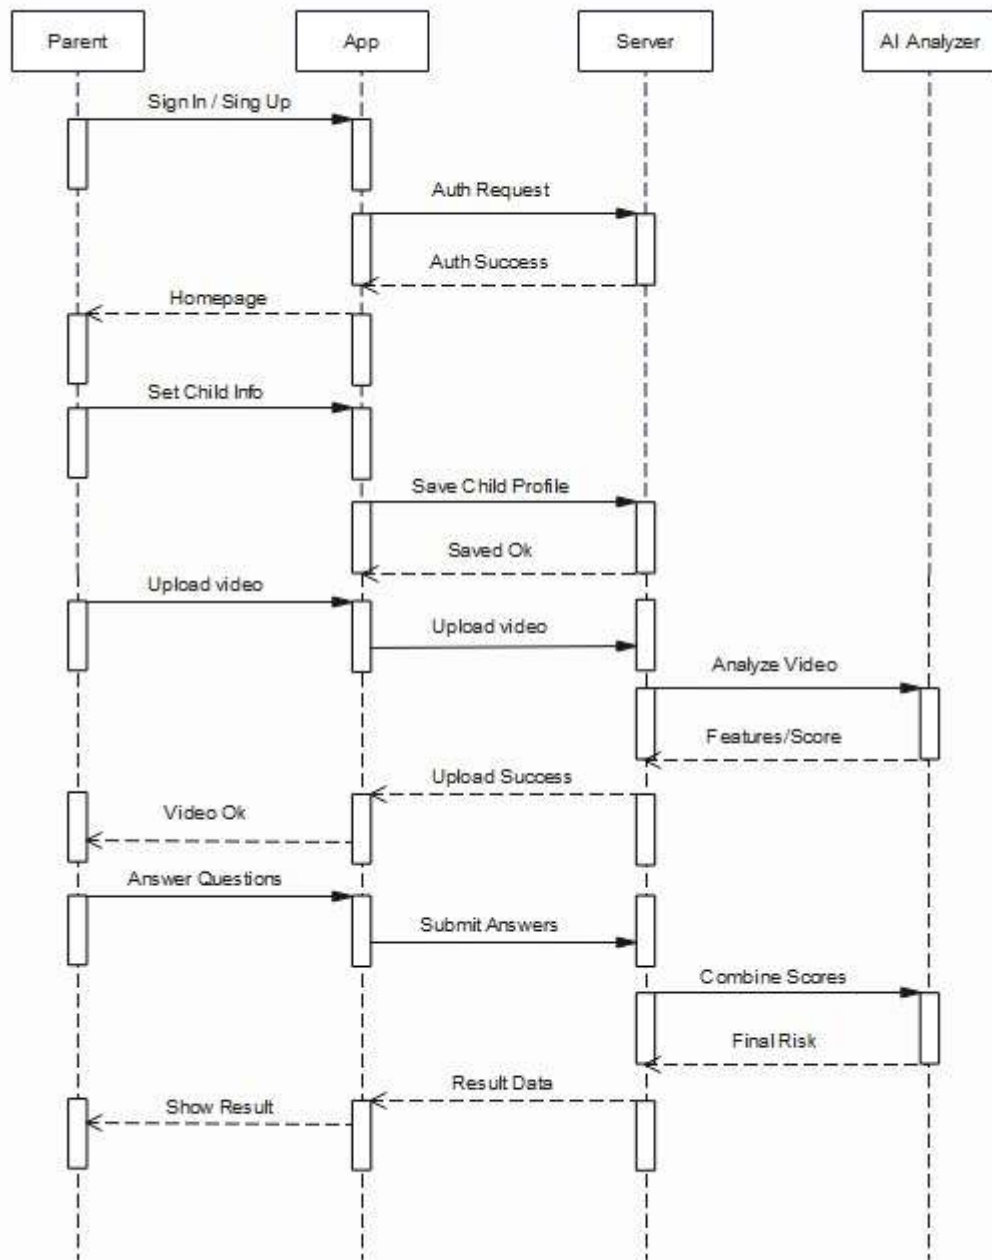 Parent
App
Server
AI Analyzer
Sign In / Sing Up
Auth Request
Auth Success
Homepage
Set Child Info
Save Child Profile
Saved Ok
Upload video
Upload video
Analyze Video
Features/Score
Upload Success
Video Ok
Answer Questions
Submit Answers
Combine Scores
Final Risk
Result Data
Show Result